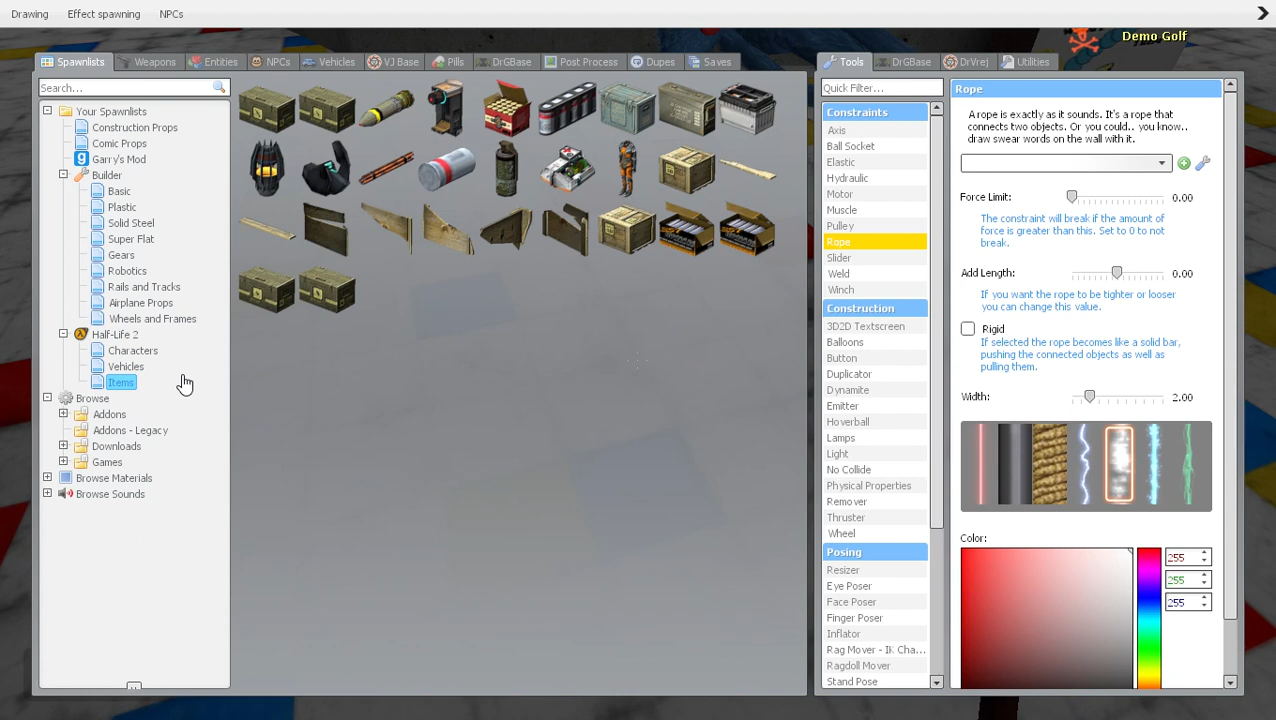 Drawing Effect spawning NPCs
Demo Golf
Spawnlists Weapons Entities NPCs Vehicles VJ Base Pills DrGBase Post Process Dupes Saves
Search...
Your Spawnlists
Construction Props
Comic Props
Garry's Mod
Builder
Basic
Plastic
Solid Steel
Super Flat
Gears
Robotics
Rails and Tracks
Airplane Props
Wheels and Frames
Half-Life 2
Characters
Vehicles
Items
Browse
Addons
Addons - Legacy
Downloads
Games
Browse Materials
Browse Sounds
Tools DrGBase DrVrej Utilities
Quick Filter...
Constraints
Axis
Ball Socket
Elastic
Hydraulic
Motor
Muscle
Pulley
Rope
Slider
Weld
Winch
Construction
3D2D Textscreen
Balloons
Button
Duplicator
Dynamite
Emitter
Hoverball
Lamps
Light
No Collide
Physical Properties
Remover
Thruster
Wheel
Posing
Resizer
Eye Poser
Face Poser
Finger Poser
Inflator
Rag Mover - IK Cha...
Ragdoll Mover
Stand Pose
Rope
A rope is exactly as it sounds. It's a rope that
connects two objects. Or you could.. you know..
draw swear words on the wall with it.
Force Limit: 0.00
The constraint will break if the amount of
force is greater than this. Set to 0 to not
break.
Add Length: 0.00
If you want the rope to be tighter or looser
you can change this value.
Rigid
If selected the rope becomes like a solid bar,
pushing the connected objects as well as
pulling them.
Width: 2.00
Color:
255
255
255